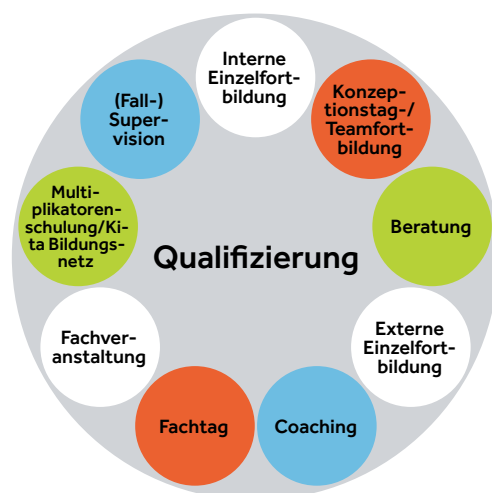 Interne
Einzelfort-
bildung
Konzep-
tionstag-/
Teamfort-
bildung
Beratung
Externe
Einzelfort-
bildung
Coaching
Fachtag
Fachver-
anstaltung
Multi-
plikatoren-
schulung/Ki-
ta Bildungs-
netz
(Fall-)
Super-
vision
Qualifizierung